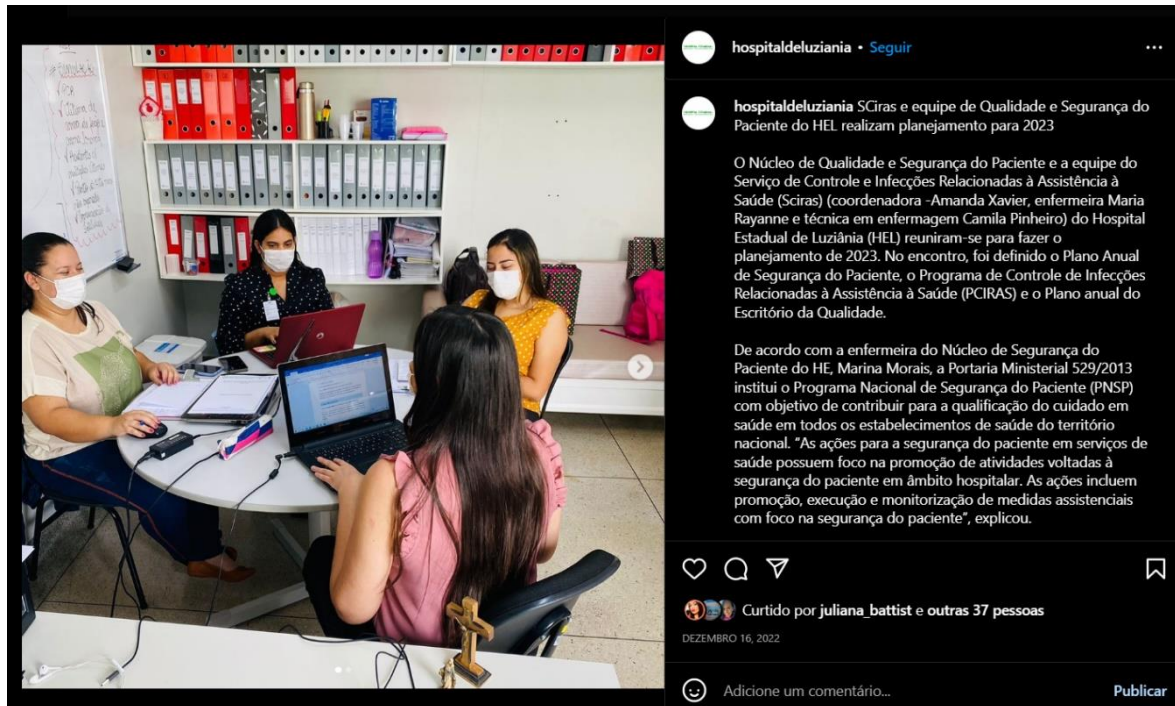 hospitaldeluziania • Seguir
hospitaldeluziania SCiras e equipe de Qualidade e Segurança do
Paciente do HEL realizam planejamento para 2023
O Núcleo de Qualidade e Segurança do Paciente e a equipe do
Serviço de Controle e Infecções Relacionadas à Assistência à
Saúde (Sciras) (coordenadora -Amanda Xavier, enfermeira Maria
Rayanne e técnica em enfermagem Camila Pinheiro) do Hospital
Estadual de Luziânia (HEL) reuniram-se para fazer o
planejamento de 2023. No encontro, foi definido o Plano Anual
de Segurança do Paciente, o Programa de Controle de Infecções
Relacionadas à Assistência à Saúde (PCIRAS) e o Plano anual do
Escritório da Qualidade.
De acordo com a enfermeira do Núcleo de Segurança do
Paciente do HE, Marina Morais, a Portaria Ministerial 529/2013
institui o Programa Nacional de Segurança do Paciente (PNSP)
com objetivo de contribuir para a qualificação do cuidado em
saúde em todos os estabelecimentos de saúde do território
nacional. "As ações para a segurança do paciente em serviços de
saúde possuem foco na promoção de atividades voltadas à
segurança do paciente em âmbito hospitalar. As ações incluem
promoção, execução e monitorização de medidas assistenciais
com foco na segurança do paciente", explicou.
Curtido por juliana_battist e outras 37 pessoas
DEZEMBRO 16, 2022
Adicione um comentário...
Publicar